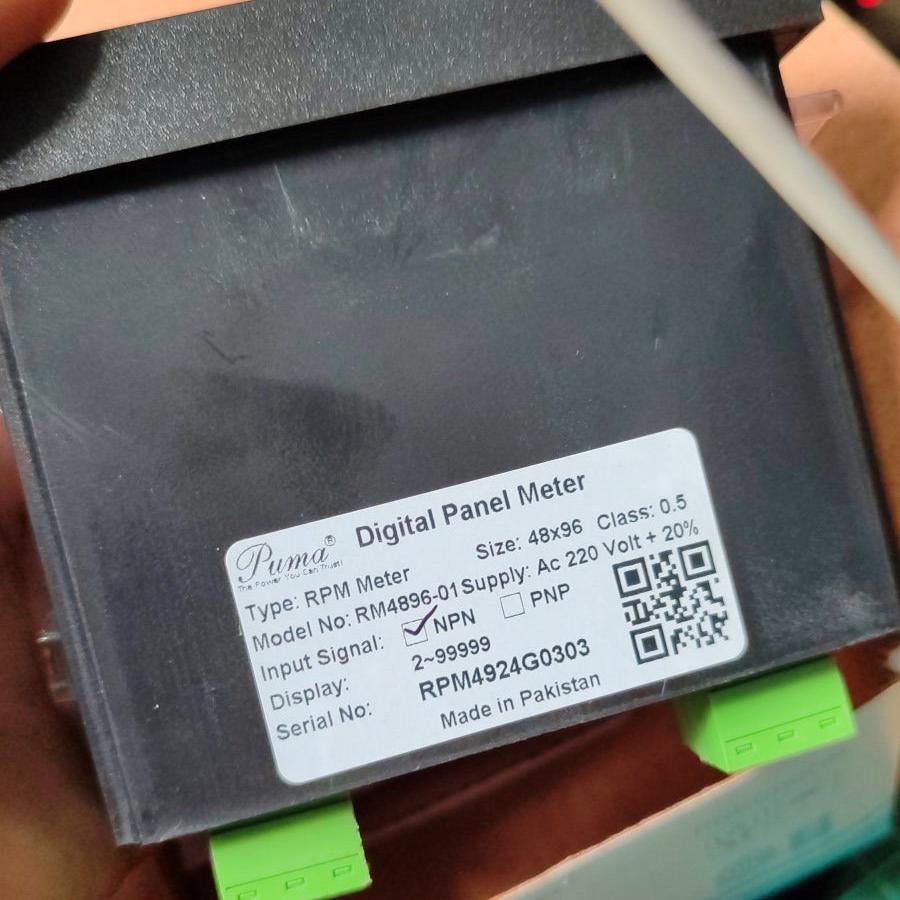 Puma® Digital Panel Meter
The Power You Can Trust!
Type: RPM Meter Size: 48x96 Class: 0.5
Model No: RM4896-01 Supply: Ac 220 Volt + 20%
Input Signal: NPN PNP
Display: 2~99999
Serial No: RPM4924G0303
Made in Pakistan